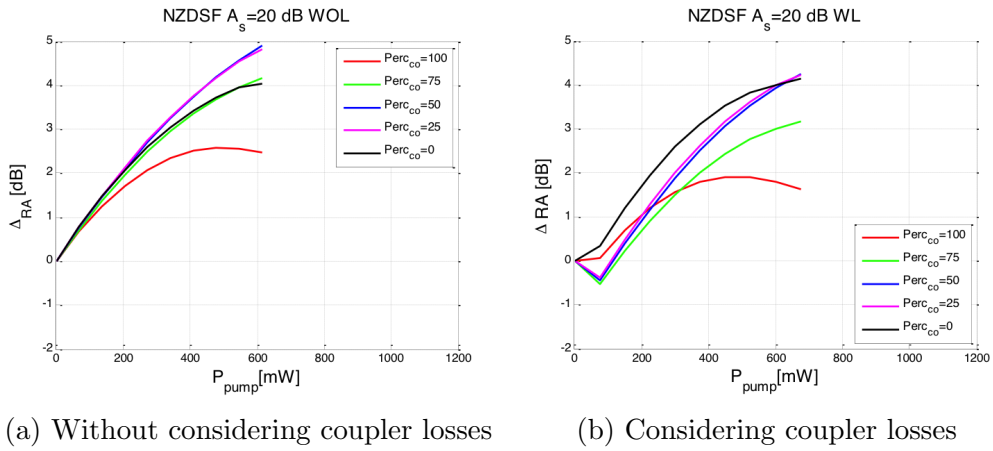 NZDSF A_s=20 dB WOL
5
4
3
2
1
0
-1
-2
Δ_RA [dB]
0
200
400
600
800
1000
1200
P_pump[mW]
Perc_co=100
Perc_co=75
Perc_co=50
Perc_co=25
Perc_co=0
(a) Without considering coupler losses
NZDSF A_s=20 dB WL
5
4
3
2
1
0
-1
-2
Δ RA [dB]
0
200
400
600
800
1000
1200
P_pump[mW]
Perc_co=100
Perc_co=75
Perc_co=50
Perc_co=25
Perc_co=0
(b) Considering coupler losses